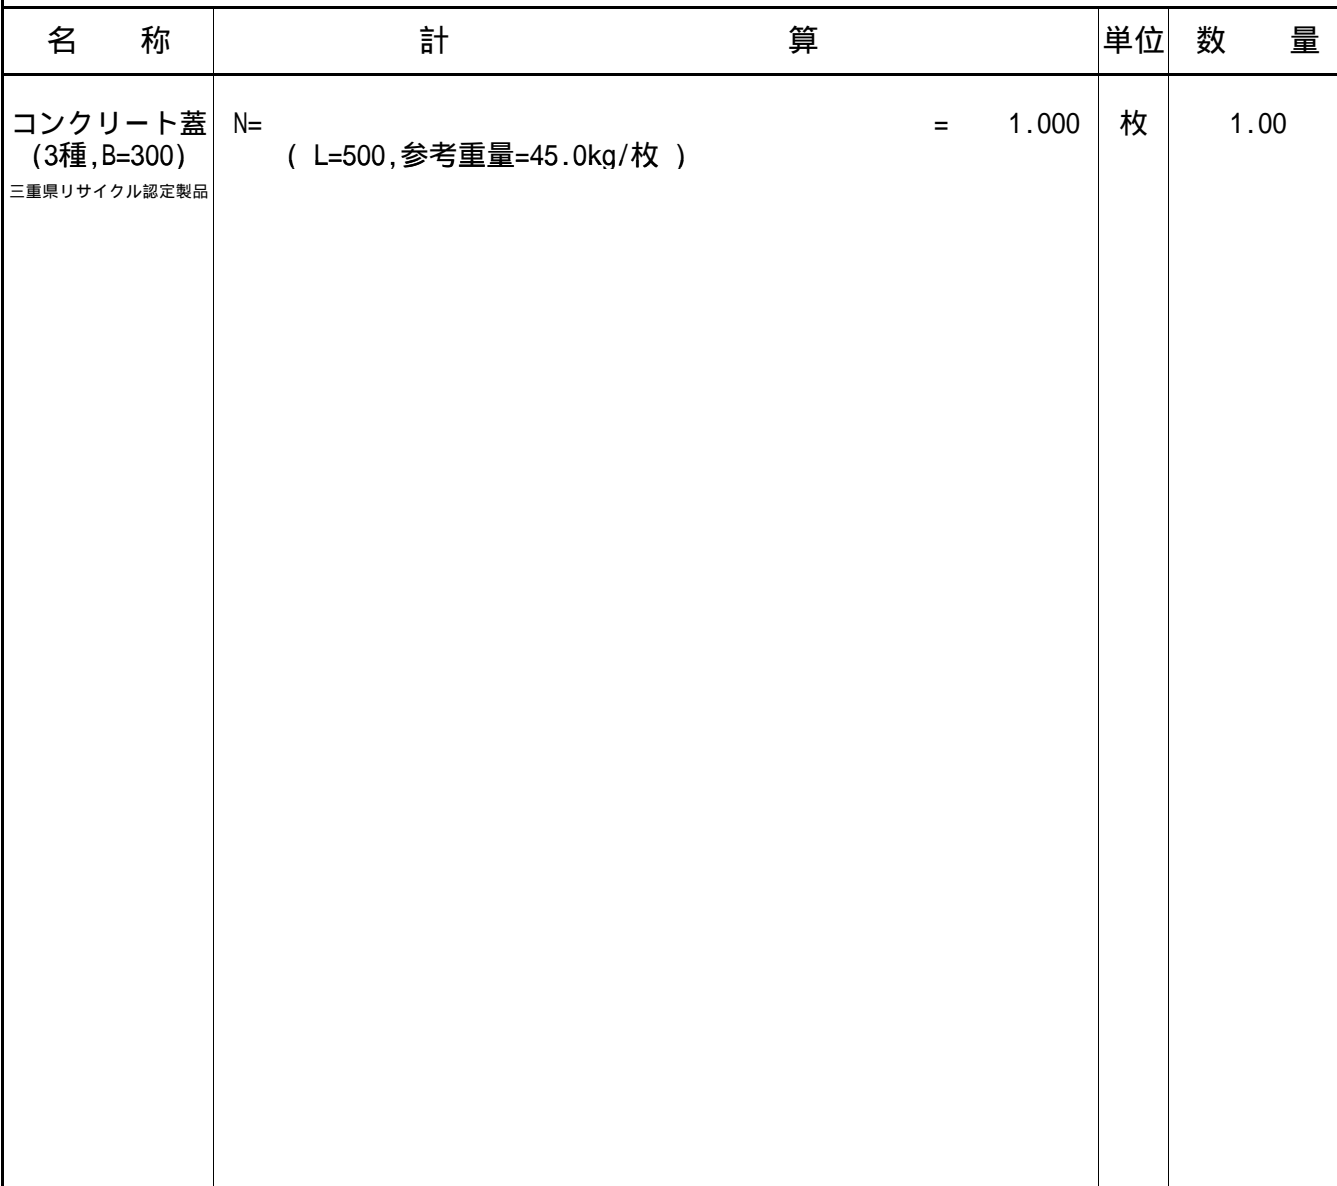 名 称 計 算 単位 数 量
コンクリート蓋 N= = 1.000 枚 1.00
(3種,B=300) ( L=500,参考重量=45.0kg/枚 )
三重県リサイクル認定製品